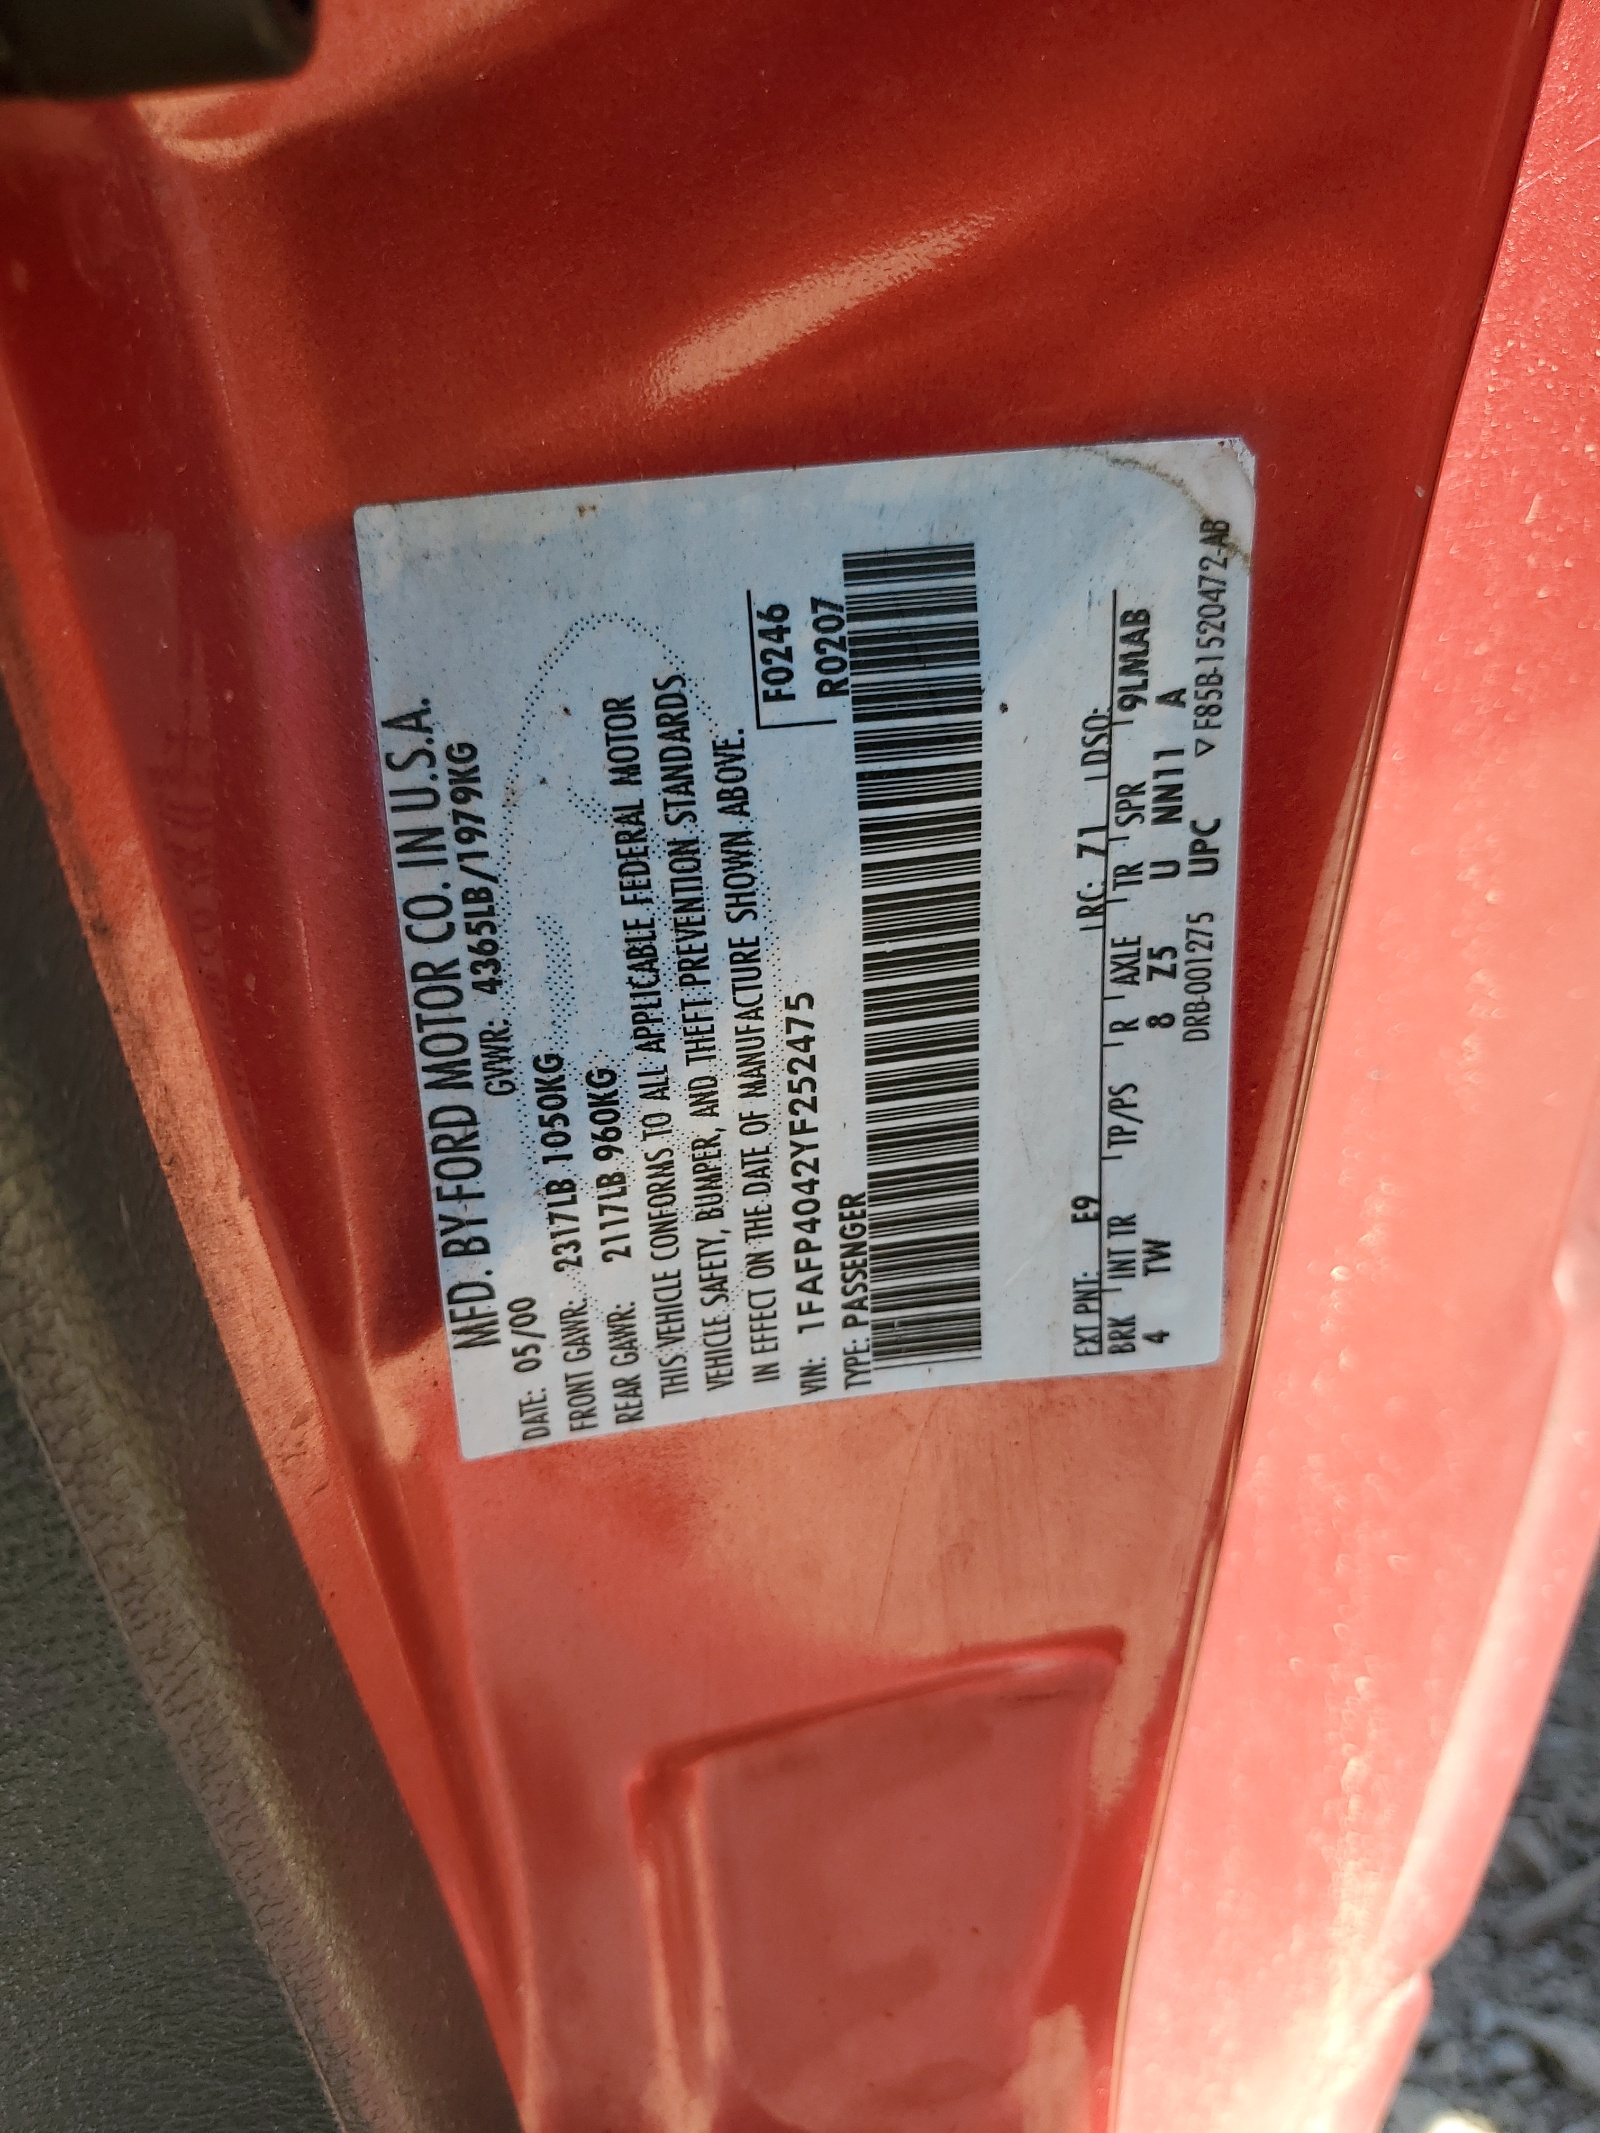 MFD. BY FORD MOTOR CO. IN U.S.A.
DATE: 05/00 GVWR: 4365LB/1979KG
FRONT GAWR: 2317LB 1050KG
REAR GAWR: 2117LB 960KG
THIS VEHICLE CONFORMS TO ALL APPLICABLE FEDERAL MOTOR
VEHICLE SAFETY, BUMPER, AND THEFT PREVENTION STANDARDS
IN EFFECT ON THE DATE OF MANUFACTURE SHOWN ABOVE.
VIN: 1FAFP4042YF252475 F0246
TYPE: PASSENGER R0207
EXT PNT: E9 RC: 71 DSO:
BRK INT TR TP/PS R AXLE TR SPR 9LMAB
4 TW 8 Z5 U NN11 A
DRB-001275 UPC ▽F85B-1520472-AB